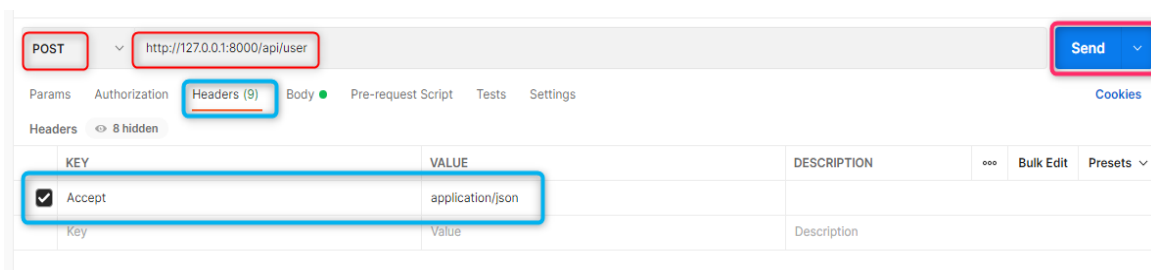 POST http://127.0.0.1:8000/api/user Send
Params Authorization Headers (9) Body Pre-request Script Tests Settings Cookies
Headers 8 hidden
KEY VALUE DESCRIPTION ooo Bulk Edit Presets
Accept application/json
Key Value Description